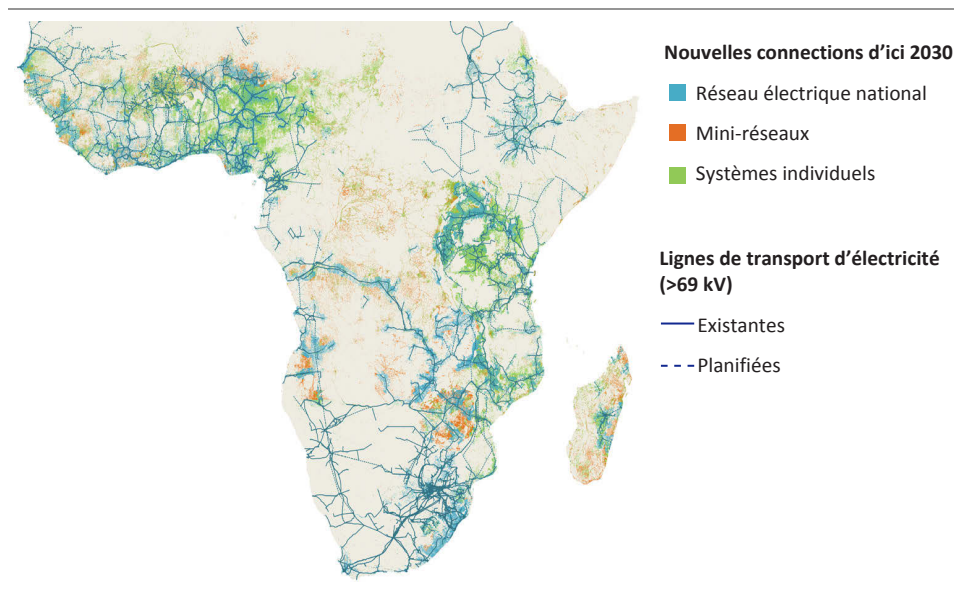 Nouvelles connections d’ici 2030
Réseau électrique national
Mini-réseaux
Systèmes individuels
Lignes de transport d’électricité
(>69 kV)
Existantes
Planifiées